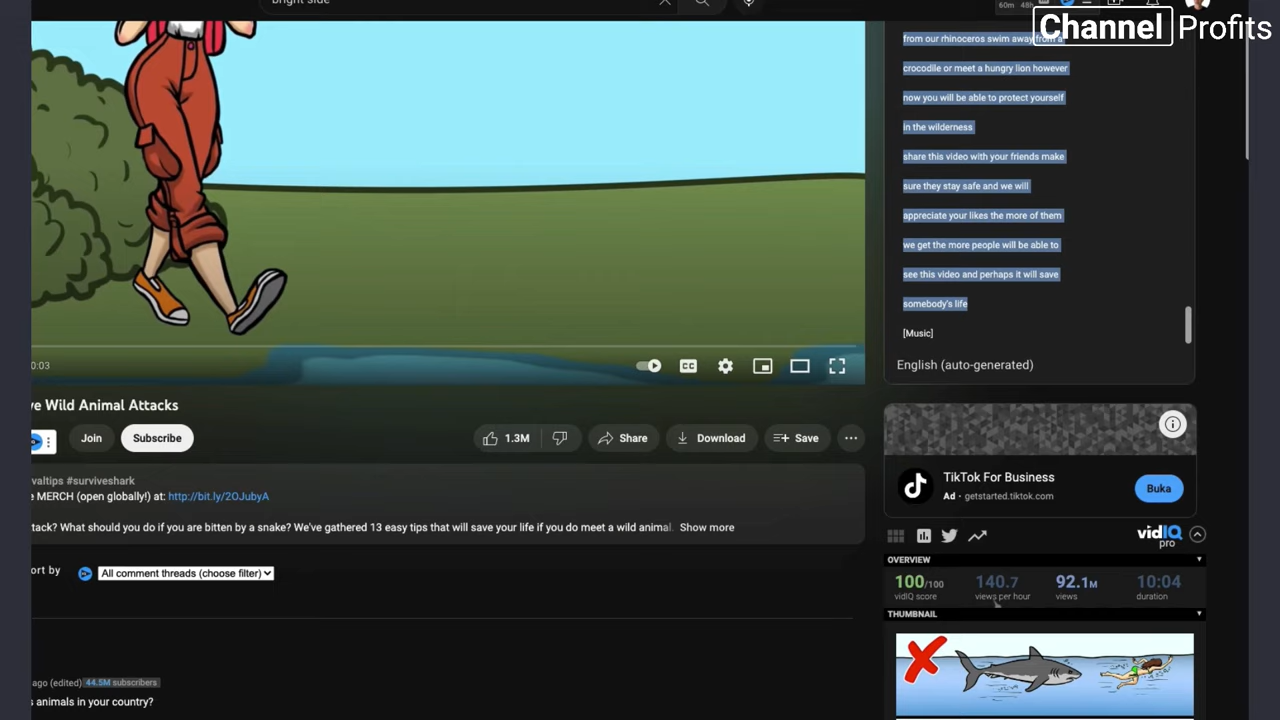 bright side
60m 48h
Channel Profits
from our rhinoceros swim away from a
crocodile or meet a hungry lion however
now you will be able to protect yourself
in the wilderness
share this video with your friends make
sure they stay safe and we will
appreciate your likes the more of them
we get the more people will be able to
see this video and perhaps it will save
somebody's life
[Music]
English (auto-generated)
0:03
CC
ve Wild Animal Attacks
Join
Subscribe
1.3M
Share
Download
Save
valtips #surviveshark
e MERCH (open globally!) at: http://bit.ly/2OJubyA
ttack? What should you do if you are bitten by a snake? We've gathered 13 easy tips that will save your life if you do meet a wild animal. Show more
ort by
All comment threads (choose filter)
ago (edited) 44.5M subscribers
s animals in your country?
TikTok For Business
Ad · getstarted.tiktok.com
Buka
vidIQ
pro
OVERVIEW
100/100
vidIQ score
140.7
views per hour
92.1M
views
10:04
duration
THUMBNAIL